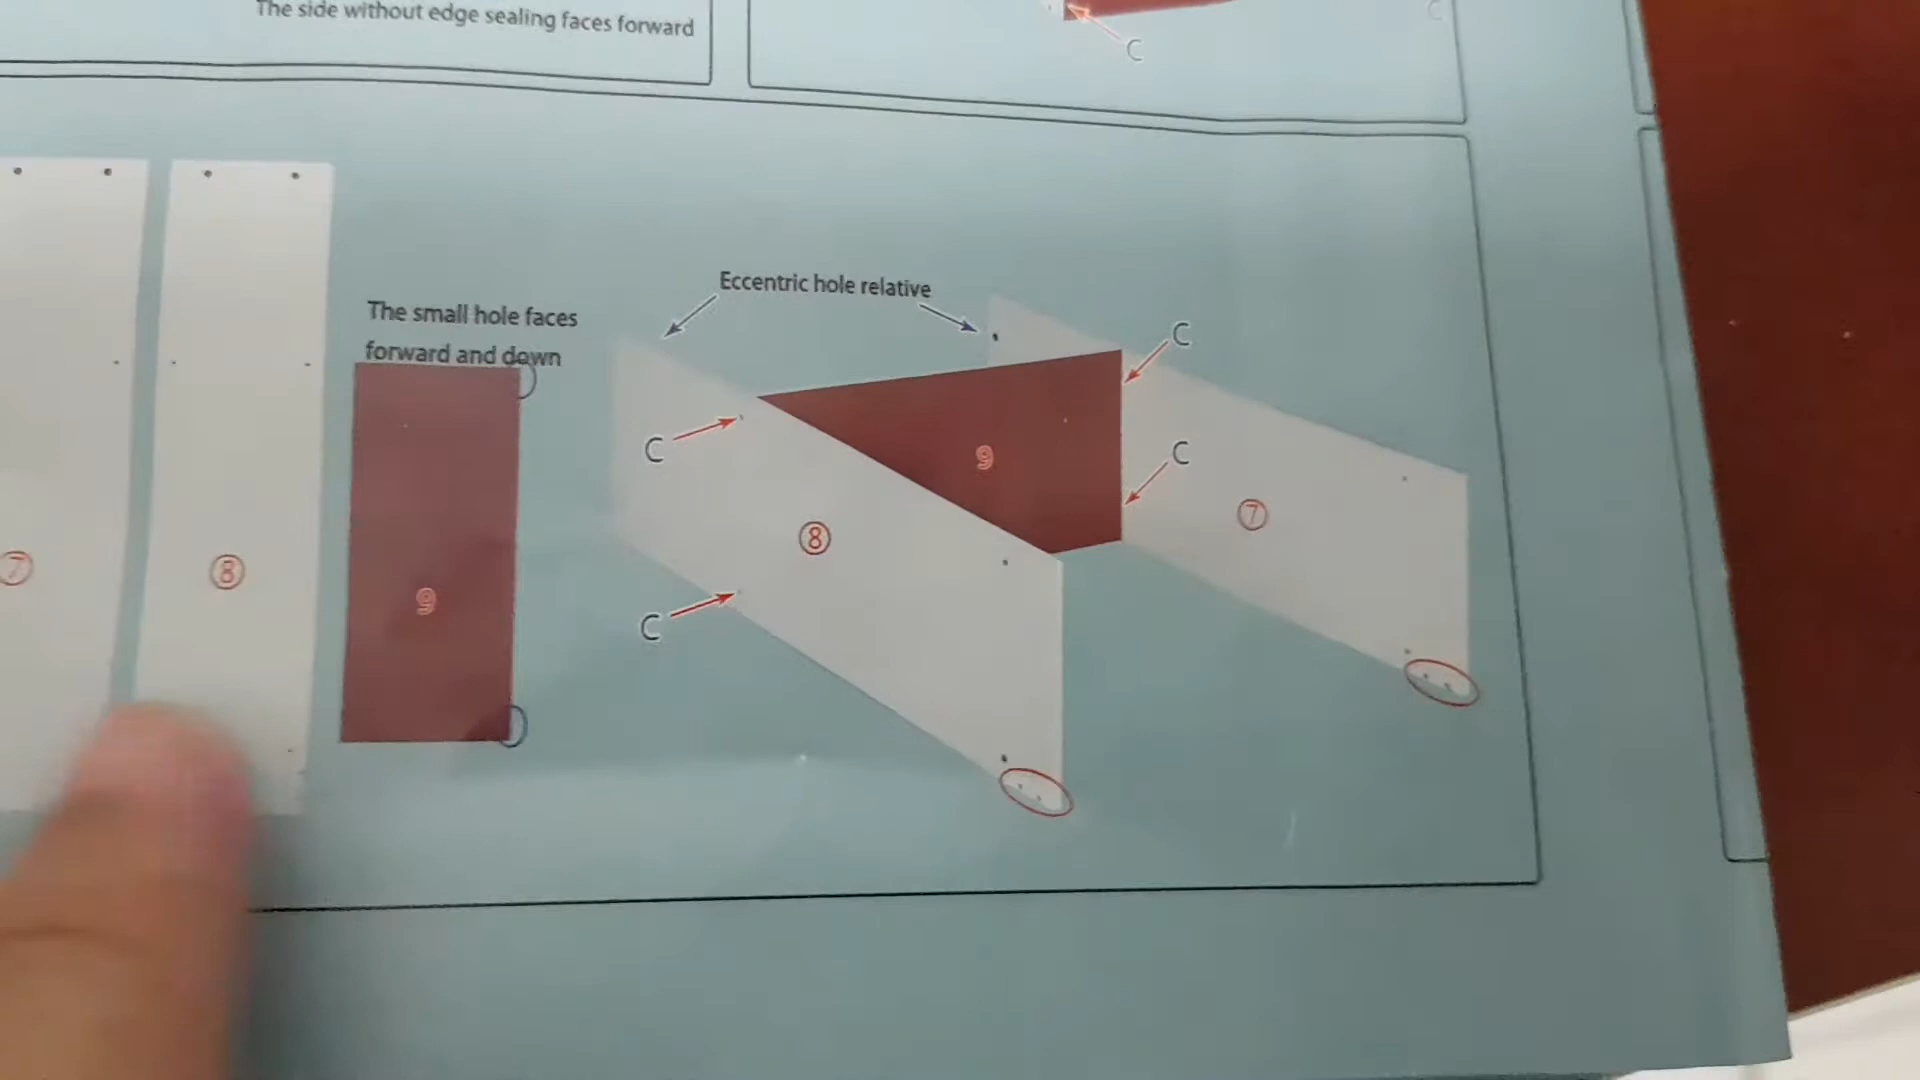 The side without edge sealing faces forward
C
Eccentric hole relative
The small hole faces
forward and down
C
C
C
C
9
⑧
⑦
⑦
⑧
9